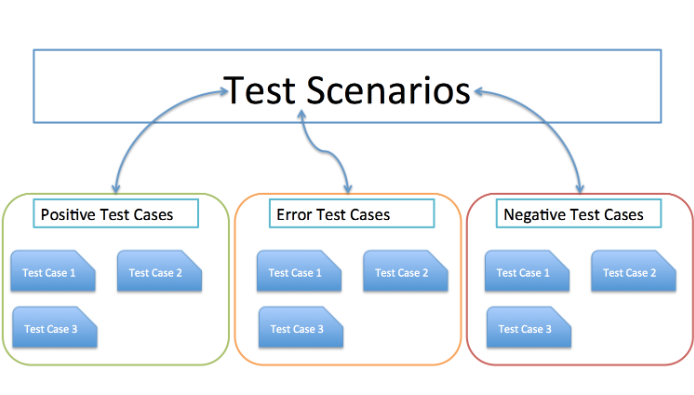 Test Scenarios
Positive Test Cases
Test Case 1
Test Case 2
Test Case 3
Error Test Cases
Test Case 1
Test Case 2
Test Case 3
Negative Test Cases
Test Case 1
Test Case 2
Test Case 3